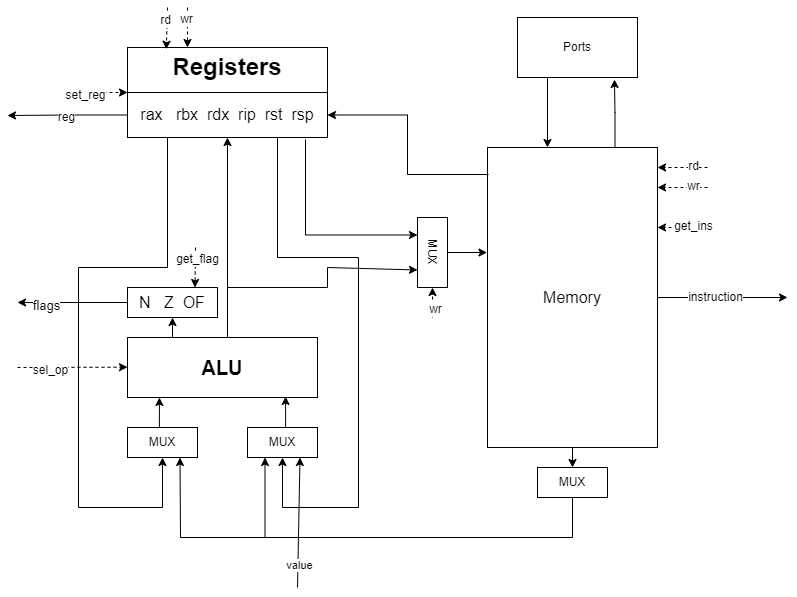 rd wr
Registers
Ports
set_reg
reg
rax rbx rdx rip rst rsp
rd
wr
get_ins
get_flag
MUX
N Z OF
flags
Memory
instruction
wr
sel_op
ALU
MUX
MUX
MUX
value